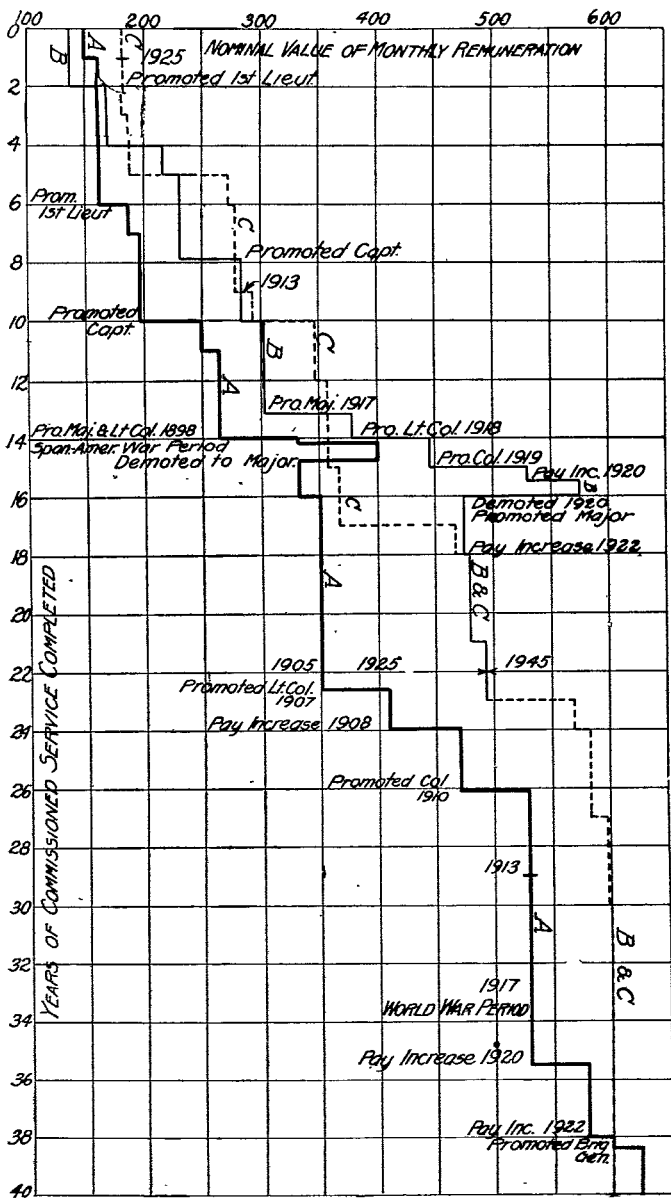 100 200 300 400 500 600
0
NOMINAL VALUE OF MONTHLY REMUNERATION
A
B
C
1925
Promoted 1st Lieut.
2
4
Prom.
1st Lieut
6
C
Promoted Capt.
8
1913
Promoted
Capt.
10
C
B
A
12
Pro. Maj. 1917
Pro. Maj. & Lt Col. 1898
Pro. Lt. Col. 1918
14
Span-Amer. War Period
Demoted to Major.
Pro. Col. 1919
Pay Inc. 1920
B
16
C
Demoted 1920
Promoted Major
18
Pay Increase 1922
A
B & C
20
YEARS OF COMMISSIONED SERVICE COMPLETED
1905
1925
1945
22
Promoted Lt. Col.
1907
Pay Increase 1908
24
Promoted Col
1910
26
28
1913
30
A
B & C
32
1917
WORLD WAR PERIOD
34
Pay Increase 1920
36
Pay Inc. 1922
38
Promoted Brig
Gen.
40